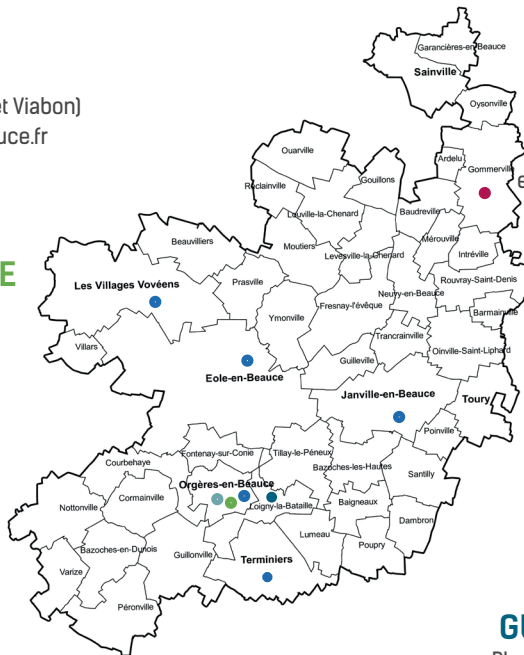 Garancières-en-Beauce
Sainville
et Viabon)
Oysonville
uce.fr
Ouarville
Ardelu
Gommerville
e
Réclainville
Gouillons
Louville-la-Chenard
Baudreville
Beauvilliers
Moutiers
Mérouville
Levesville-la-Chenard
Intréville
E
Prasville
Rouvray-Saint-Denis
Les Villages Vovéens
Neuvy-en-Beauce
Fresnay-l'évêque
Ymonville
Barmainville
Trancrainville
Villars
Oinville-Saint-Liphard
Guilleville
Eole-en-Beauce
Janville-en-Beauce
Toury
Poinville
Fontenay-sur-Conie
Tillay-le-Péneux
Courbehaye
Bazoches-les-Hautes
Santilly
Orgères-en-Beauce
Cormainville
Baigneaux
Nottonville
Loigny-la-Bataille
Dambron
Lumeau
Bazoches-en-Dunois
Guillonville
Poupry
Terminiers
Varize
Péronville
GU